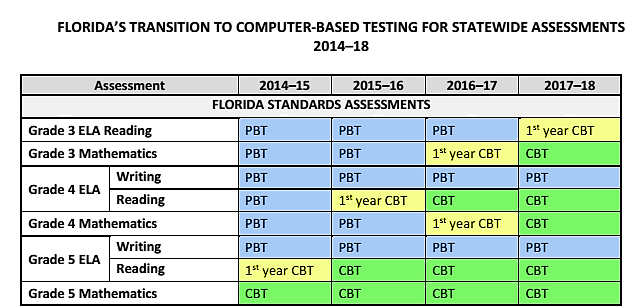 FLORIDA’S TRANSITION TO COMPUTER-BASED TESTING FOR STATEWIDE ASSESSMENTS
2014–18
Assessment 2014–15 2015–16 2016–17 2017–18
FLORIDA STANDARDS ASSESSMENTS
Grade 3 ELA Reading PBT PBT PBT 1st year CBT
Grade 3 Mathematics PBT PBT 1st year CBT CBT
Grade 4 ELA Writing PBT PBT PBT PBT
Reading PBT 1st year CBT CBT CBT
Grade 4 Mathematics PBT PBT 1st year CBT CBT
Grade 5 ELA Writing PBT PBT PBT PBT
Reading 1st year CBT CBT CBT CBT
Grade 5 Mathematics CBT CBT CBT CBT